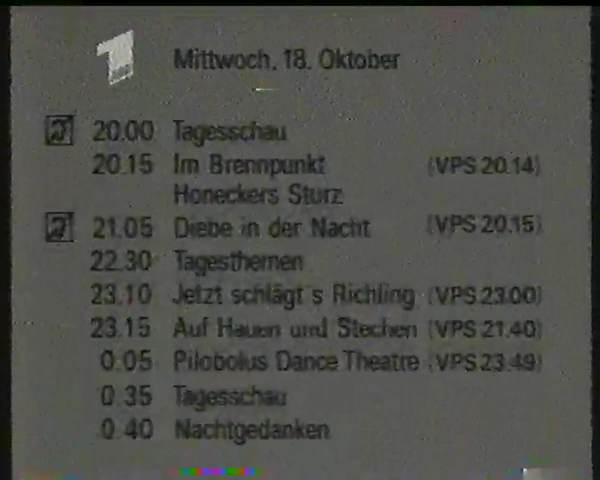 1
Mittwoch, 18. Oktober
20.00 Tagesschau
20.15 Im Brennpunkt (VPS 20.14)
Honeckers Sturz
21.05 Diebe in der Nacht (VPS 20.15)
22.30 Tagesthemen
23.10 Jetzt schlägt's Richling (VPS 23.00)
23.15 Auf Hauen und Stechen (VPS 21.40)
0.05 Pilobolus Dance Theatre (VPS 23.49)
0.35 Tagesschau
0.40 Nachtgedanken